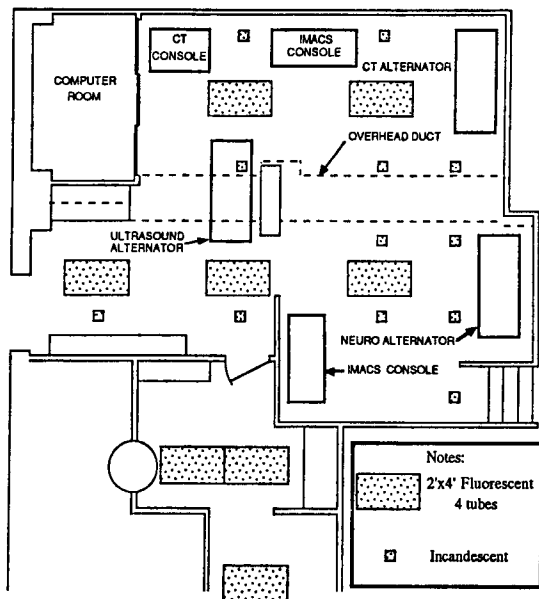 CT
CONSOLE
IMACS
CONSOLE
CT ALTERNATOR
COMPUTER
ROOM
OVERHEAD DUCT
ULTRASOUND
ALTERNATOR
NEURO ALTERNATOR
IMACS CONSOLE
Notes:
2'x4' Fluorescent
4 tubes
Incandescent